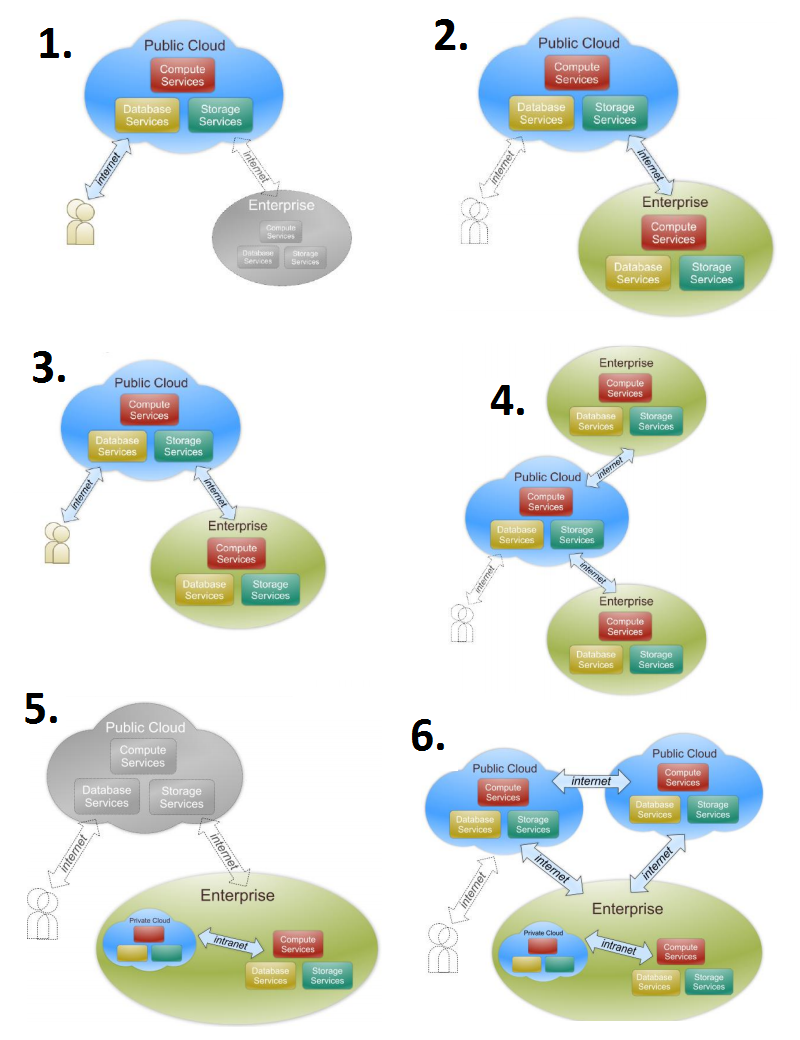 1.
Public Cloud
Compute
Services
Database
Services
Storage
Services
internet
internet
Enterprise
Compute
Services
Database
Services
Storage
Services
2.
Public Cloud
Compute
Services
Database
Services
Storage
Services
internet
internet
Enterprise
Compute
Services
Database
Services
Storage
Services
3.
Public Cloud
Compute
Services
Database
Services
Storage
Services
internet
internet
Enterprise
Compute
Services
Database
Services
Storage
Services
4.
Enterprise
Compute
Services
Database
Services
Storage
Services
internet
Public Cloud
Compute
Services
Database
Services
Storage
Services
internet
internet
Enterprise
Compute
Services
Database
Services
Storage
Services
5.
Public Cloud
Compute
Services
Database
Services
Storage
Services
internet
internet
Enterprise
Private Cloud
intranet
Compute
Services
Database
Services
Storage
Services
6.
Public Cloud
Compute
Services
Database
Services
Storage
Services
internet
Public Cloud
Compute
Services
Database
Services
Storage
Services
internet
internet
internet
Enterprise
Private Cloud
intranet
Compute
Services
Database
Services
Storage
Services